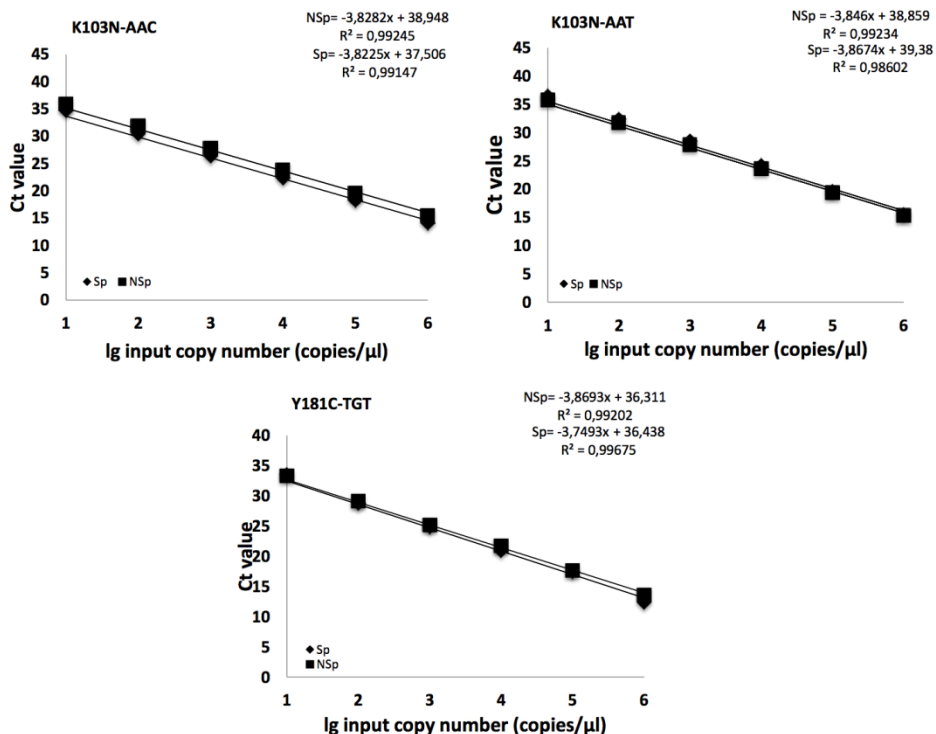 K103N-AAC
NSp= -3,8282x + 38,948
R² = 0,99245
Sp= -3,8225x + 37,506
R² = 0,99147
45
40
35
30
25
20
15
10
5
0
Ct value
Sp NSp
1 2 3 4 5 6
lg input copy number (copies/µl)
K103N-AAT
NSp= -3,846x + 38,859
R² = 0,99234
Sp= -3,8674x + 39,38
R² = 0,98602
45
40
35
30
25
20
15
10
5
0
Ct value
Sp NSp
1 2 3 4 5 6
lg input copy number (copies/µl)
Y181C-TGT
NSp= -3,8693x + 36,311
R² = 0,99202
Sp= -3,7493x + 36,438
R² = 0,99675
40
35
30
25
20
15
10
5
0
Ct value
Sp
NSp
1 2 3 4 5 6
lg input copy number (copies/µl)